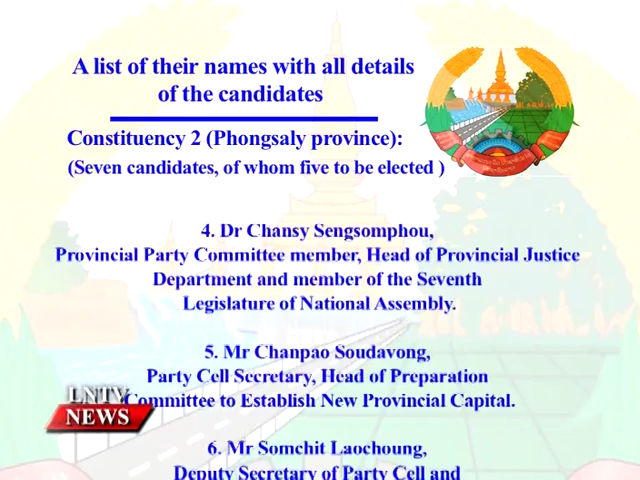 A list of their names with all details
of the candidates
Constituency 2 (Phongsaly province):
(Seven candidates, of whom five to be elected )
4. Dr Chansy Sengsomphou,
Provincial Party Committee member, Head of Provincial Justice
Department and member of the Seventh
Legislature of National Assembly.
5. Mr Chanpao Soudavong,
Party Cell Secretary, Head of Preparation
Committee to Establish New Provincial Capital.
LNTV
NEWS
6. Mr Somchit Laochoung,
Deputy Secretary of Party Cell and